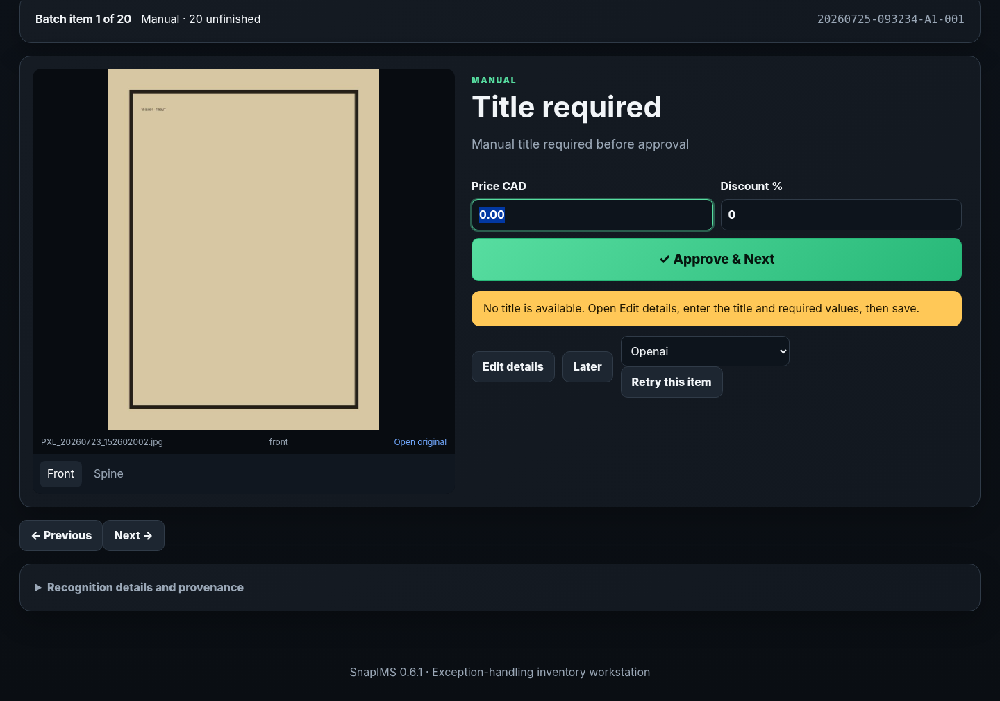 Batch item 1 of 20 Manual · 20 unfinished 20260725-093234-A1-001
MANUAL
Title required
Manual title required before approval
Price CAD Discount %
0.00 0
✓ Approve & Next
No title is available. Open Edit details, enter the title and required values, then save.
Openai
Edit details Later
Retry this item
PXL_20260723_152602002.jpg front Open original
Front Spine
← Previous Next →
▶ Recognition details and provenance
SnapIMS 0.6.1 · Exception-handling inventory workstation